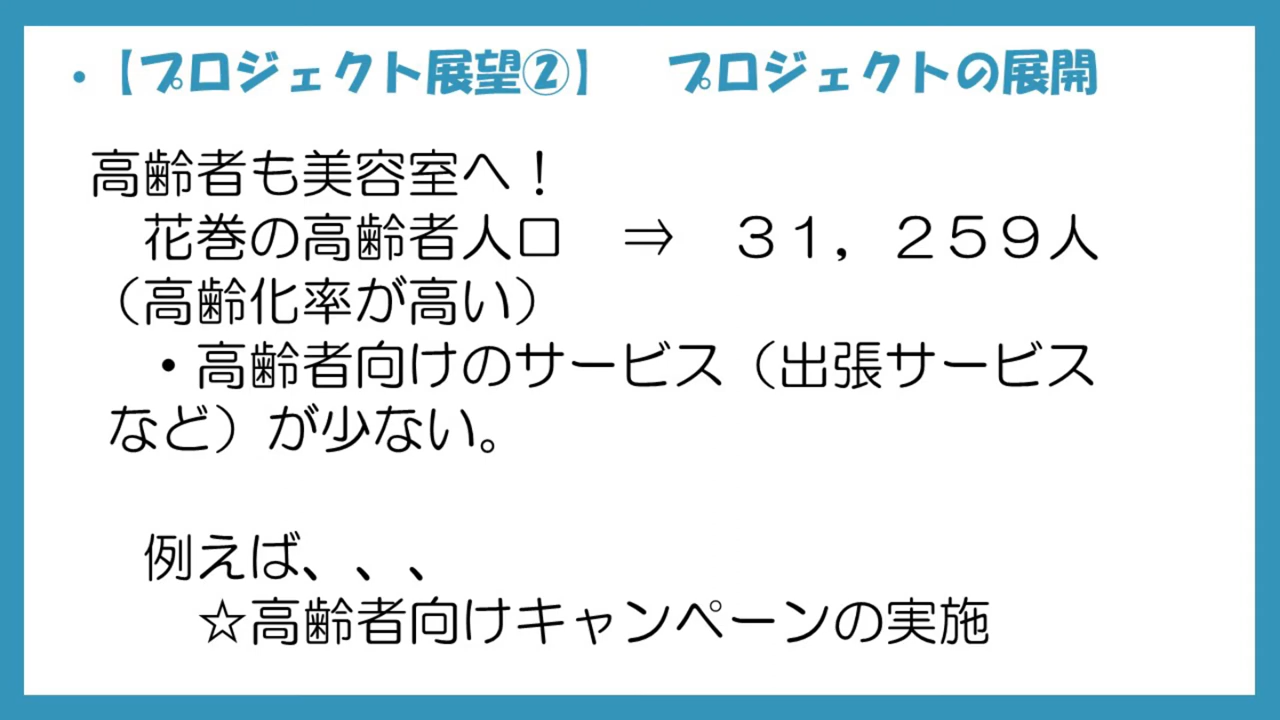 ・【プロジェクト展望②】　プロジェクトの展開
高齢者も美容室へ！
花巻の高齢者人口　⇒　３１，２５９人
（高齢化率が高い）
・高齢者向けのサービス（出張サービス
など）が少ない。
例えば、、、
☆高齢者向けキャンペーンの実施